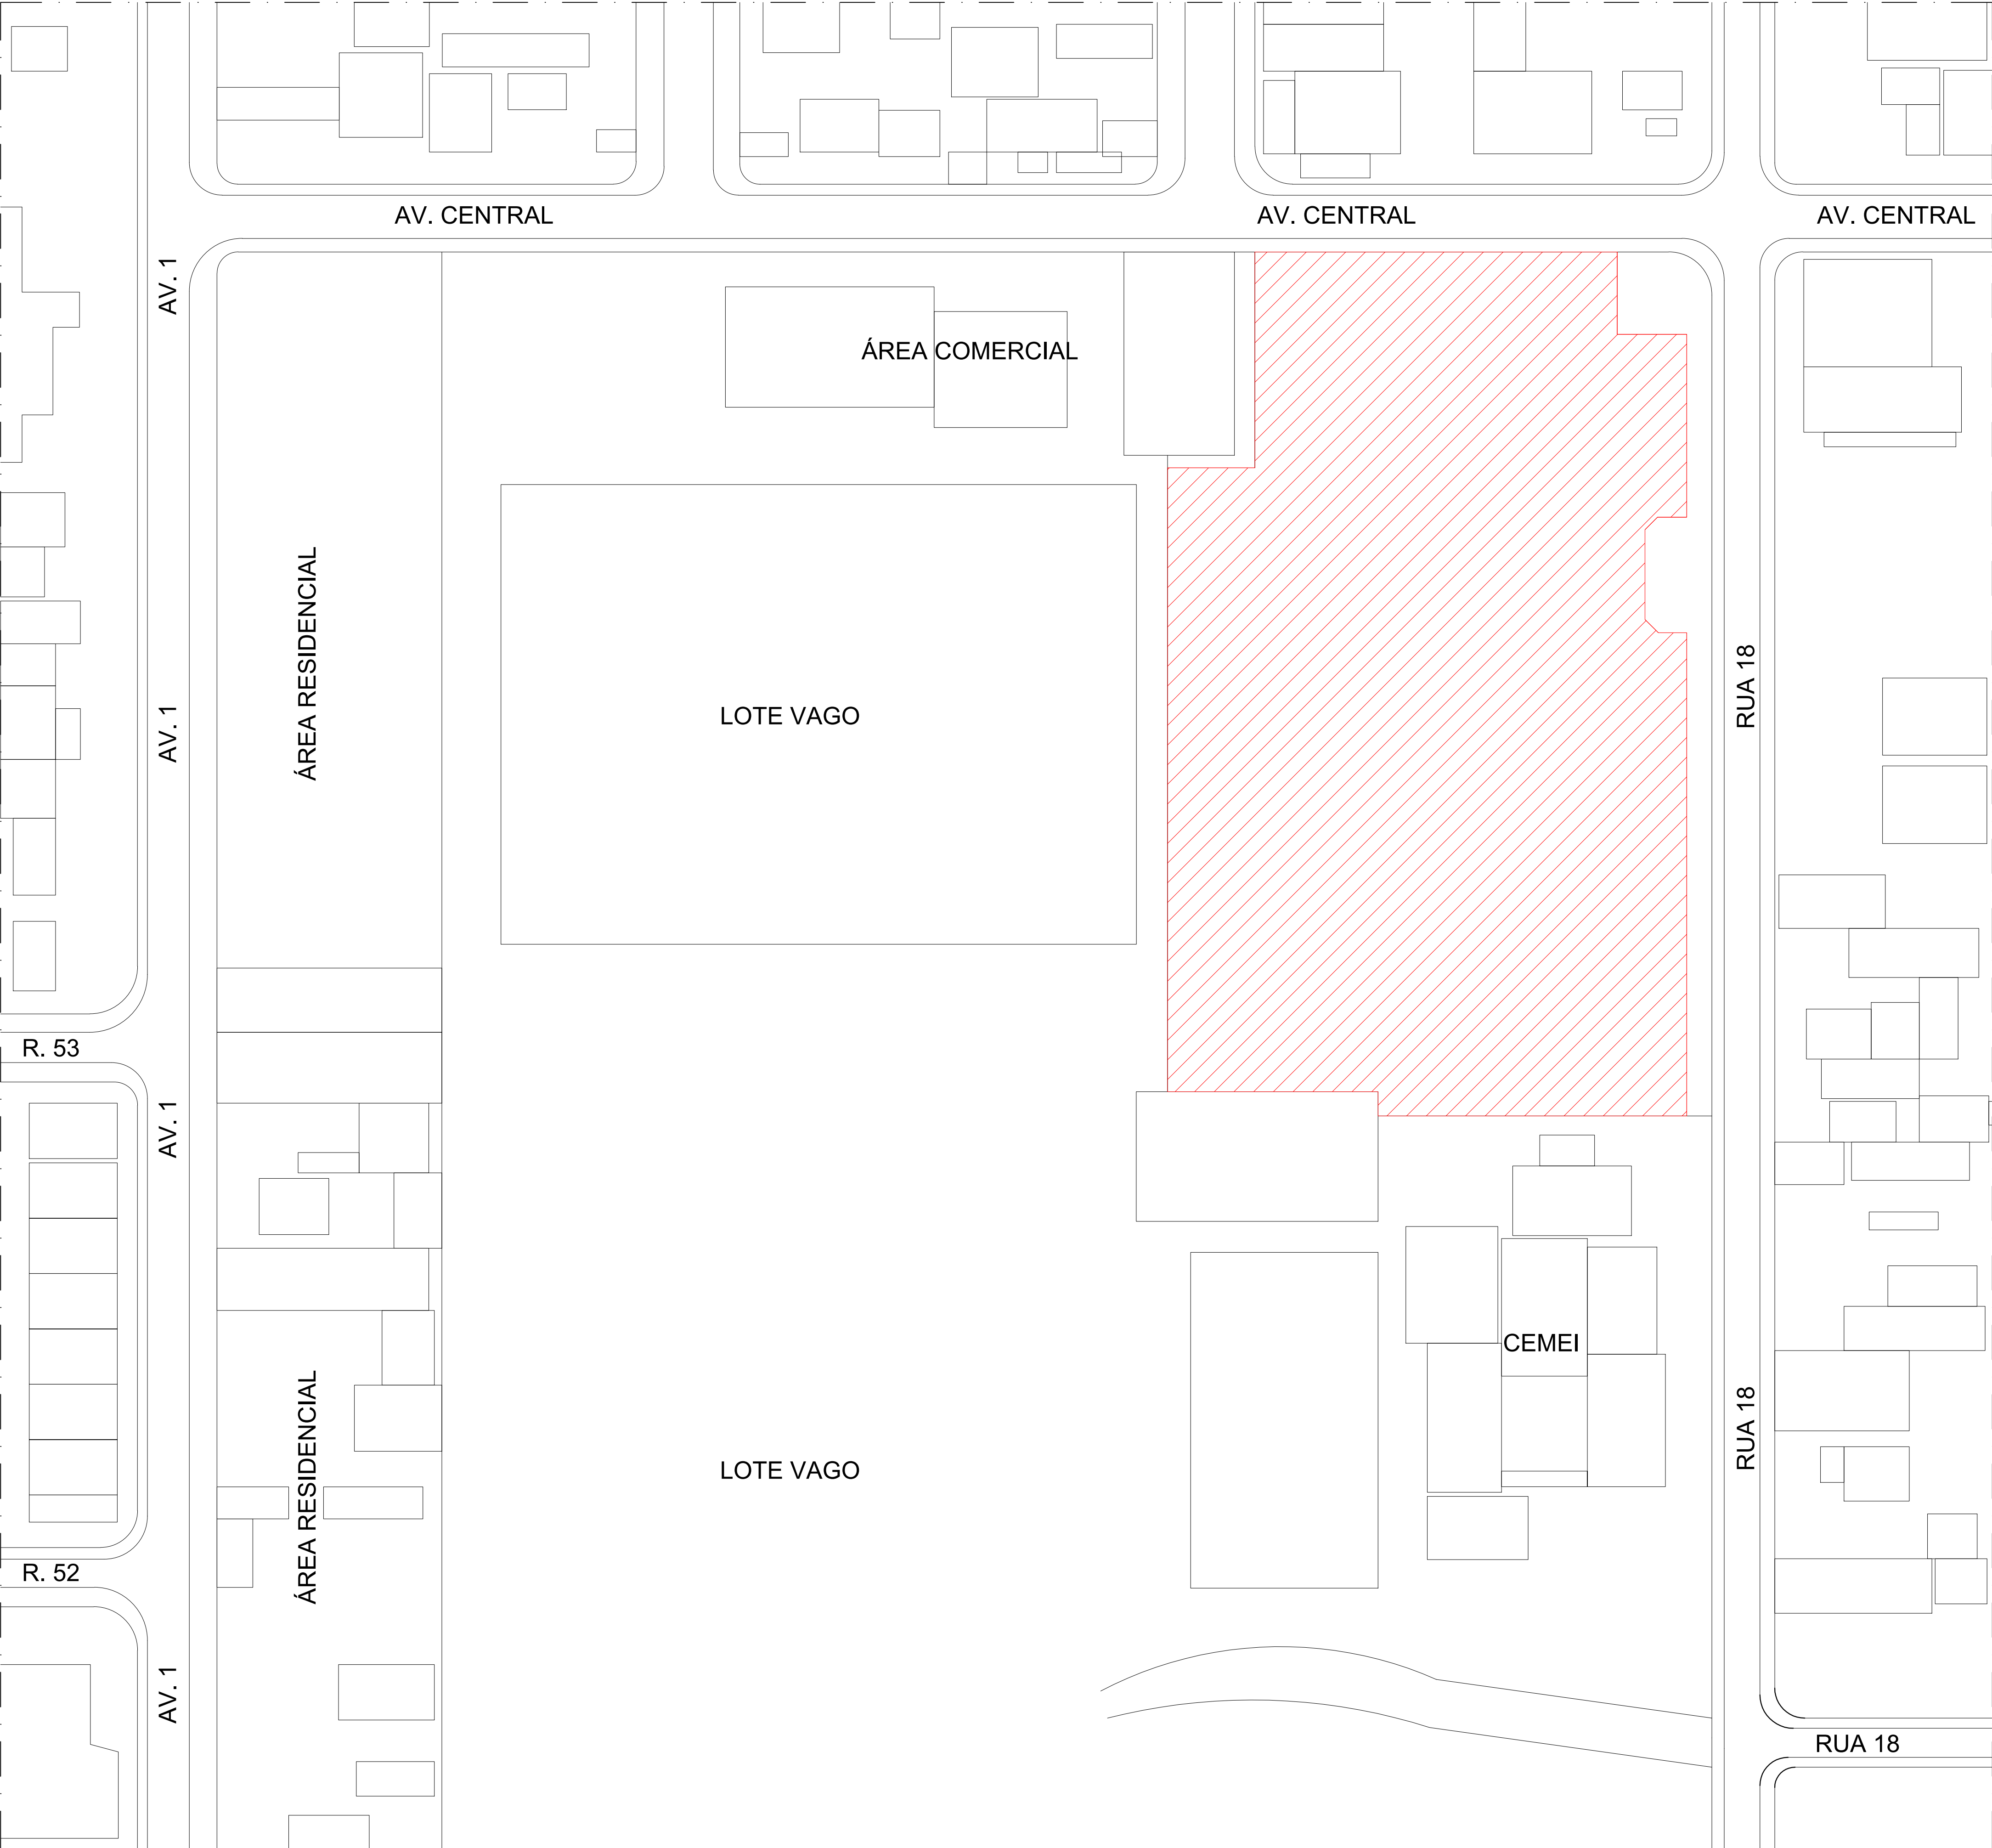 AV. CENTRAL
AV. CENTRAL
AV. CENTRAL
AV. 1
ÁREA COMERCIAL
ÁREA RESIDENCIAL
AV. 1
LOTE VAGO
RUA 18
R. 53
AV. 1
CEMEI
ÁREA RESIDENCIAL
LOTE VAGO
RUA 18
R. 52
AV. 1
RUA 18